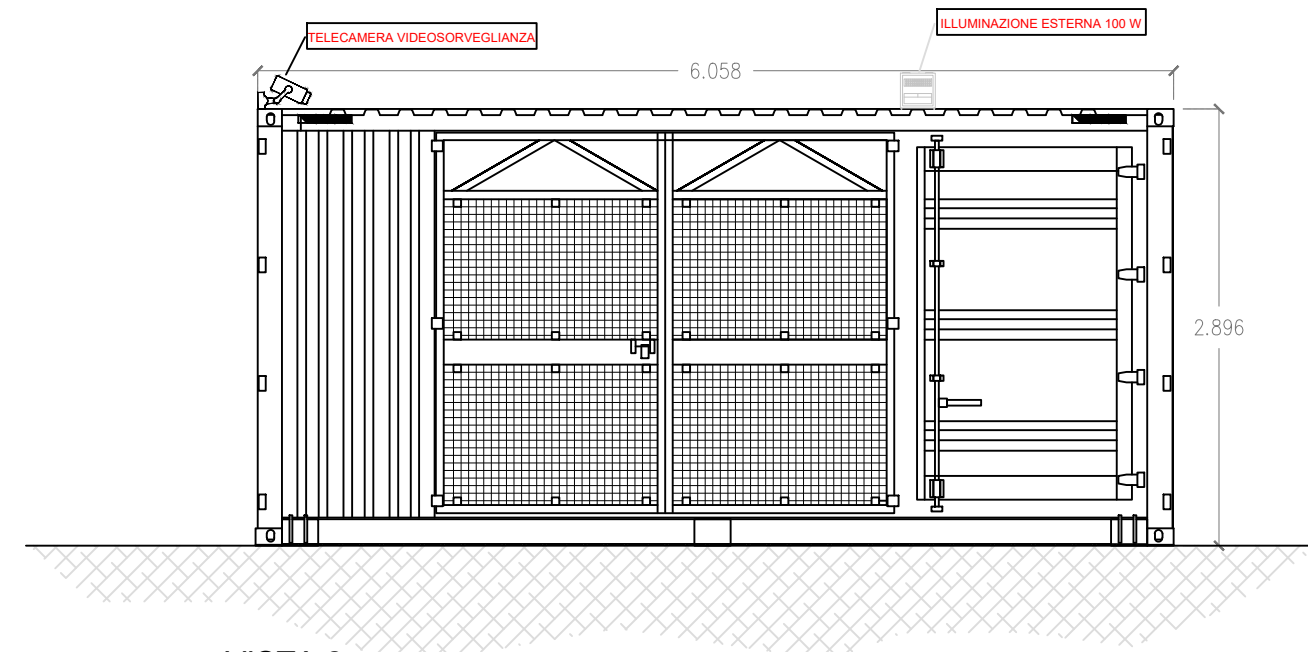 ILLUMINAZIONE ESTERNA 100 W
TELECAMERA VIDEOSORVEGLIANZA
6.058
2.896